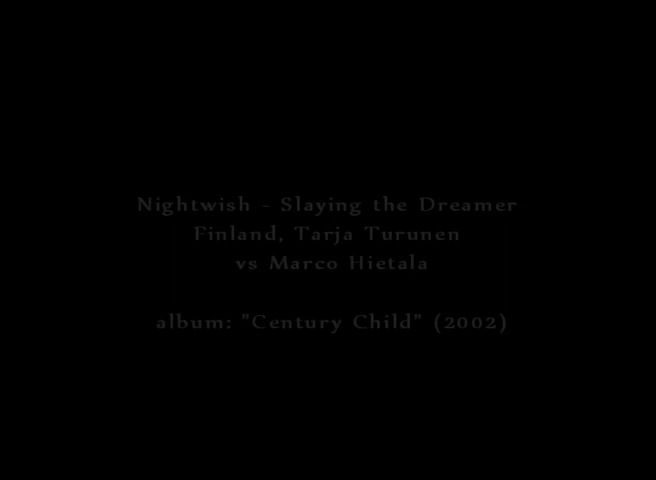 Nightwish - Slaying the Dreamer
Finland, Tarja Turunen
vs Marco Hietala
album: "Century Child" (2002)